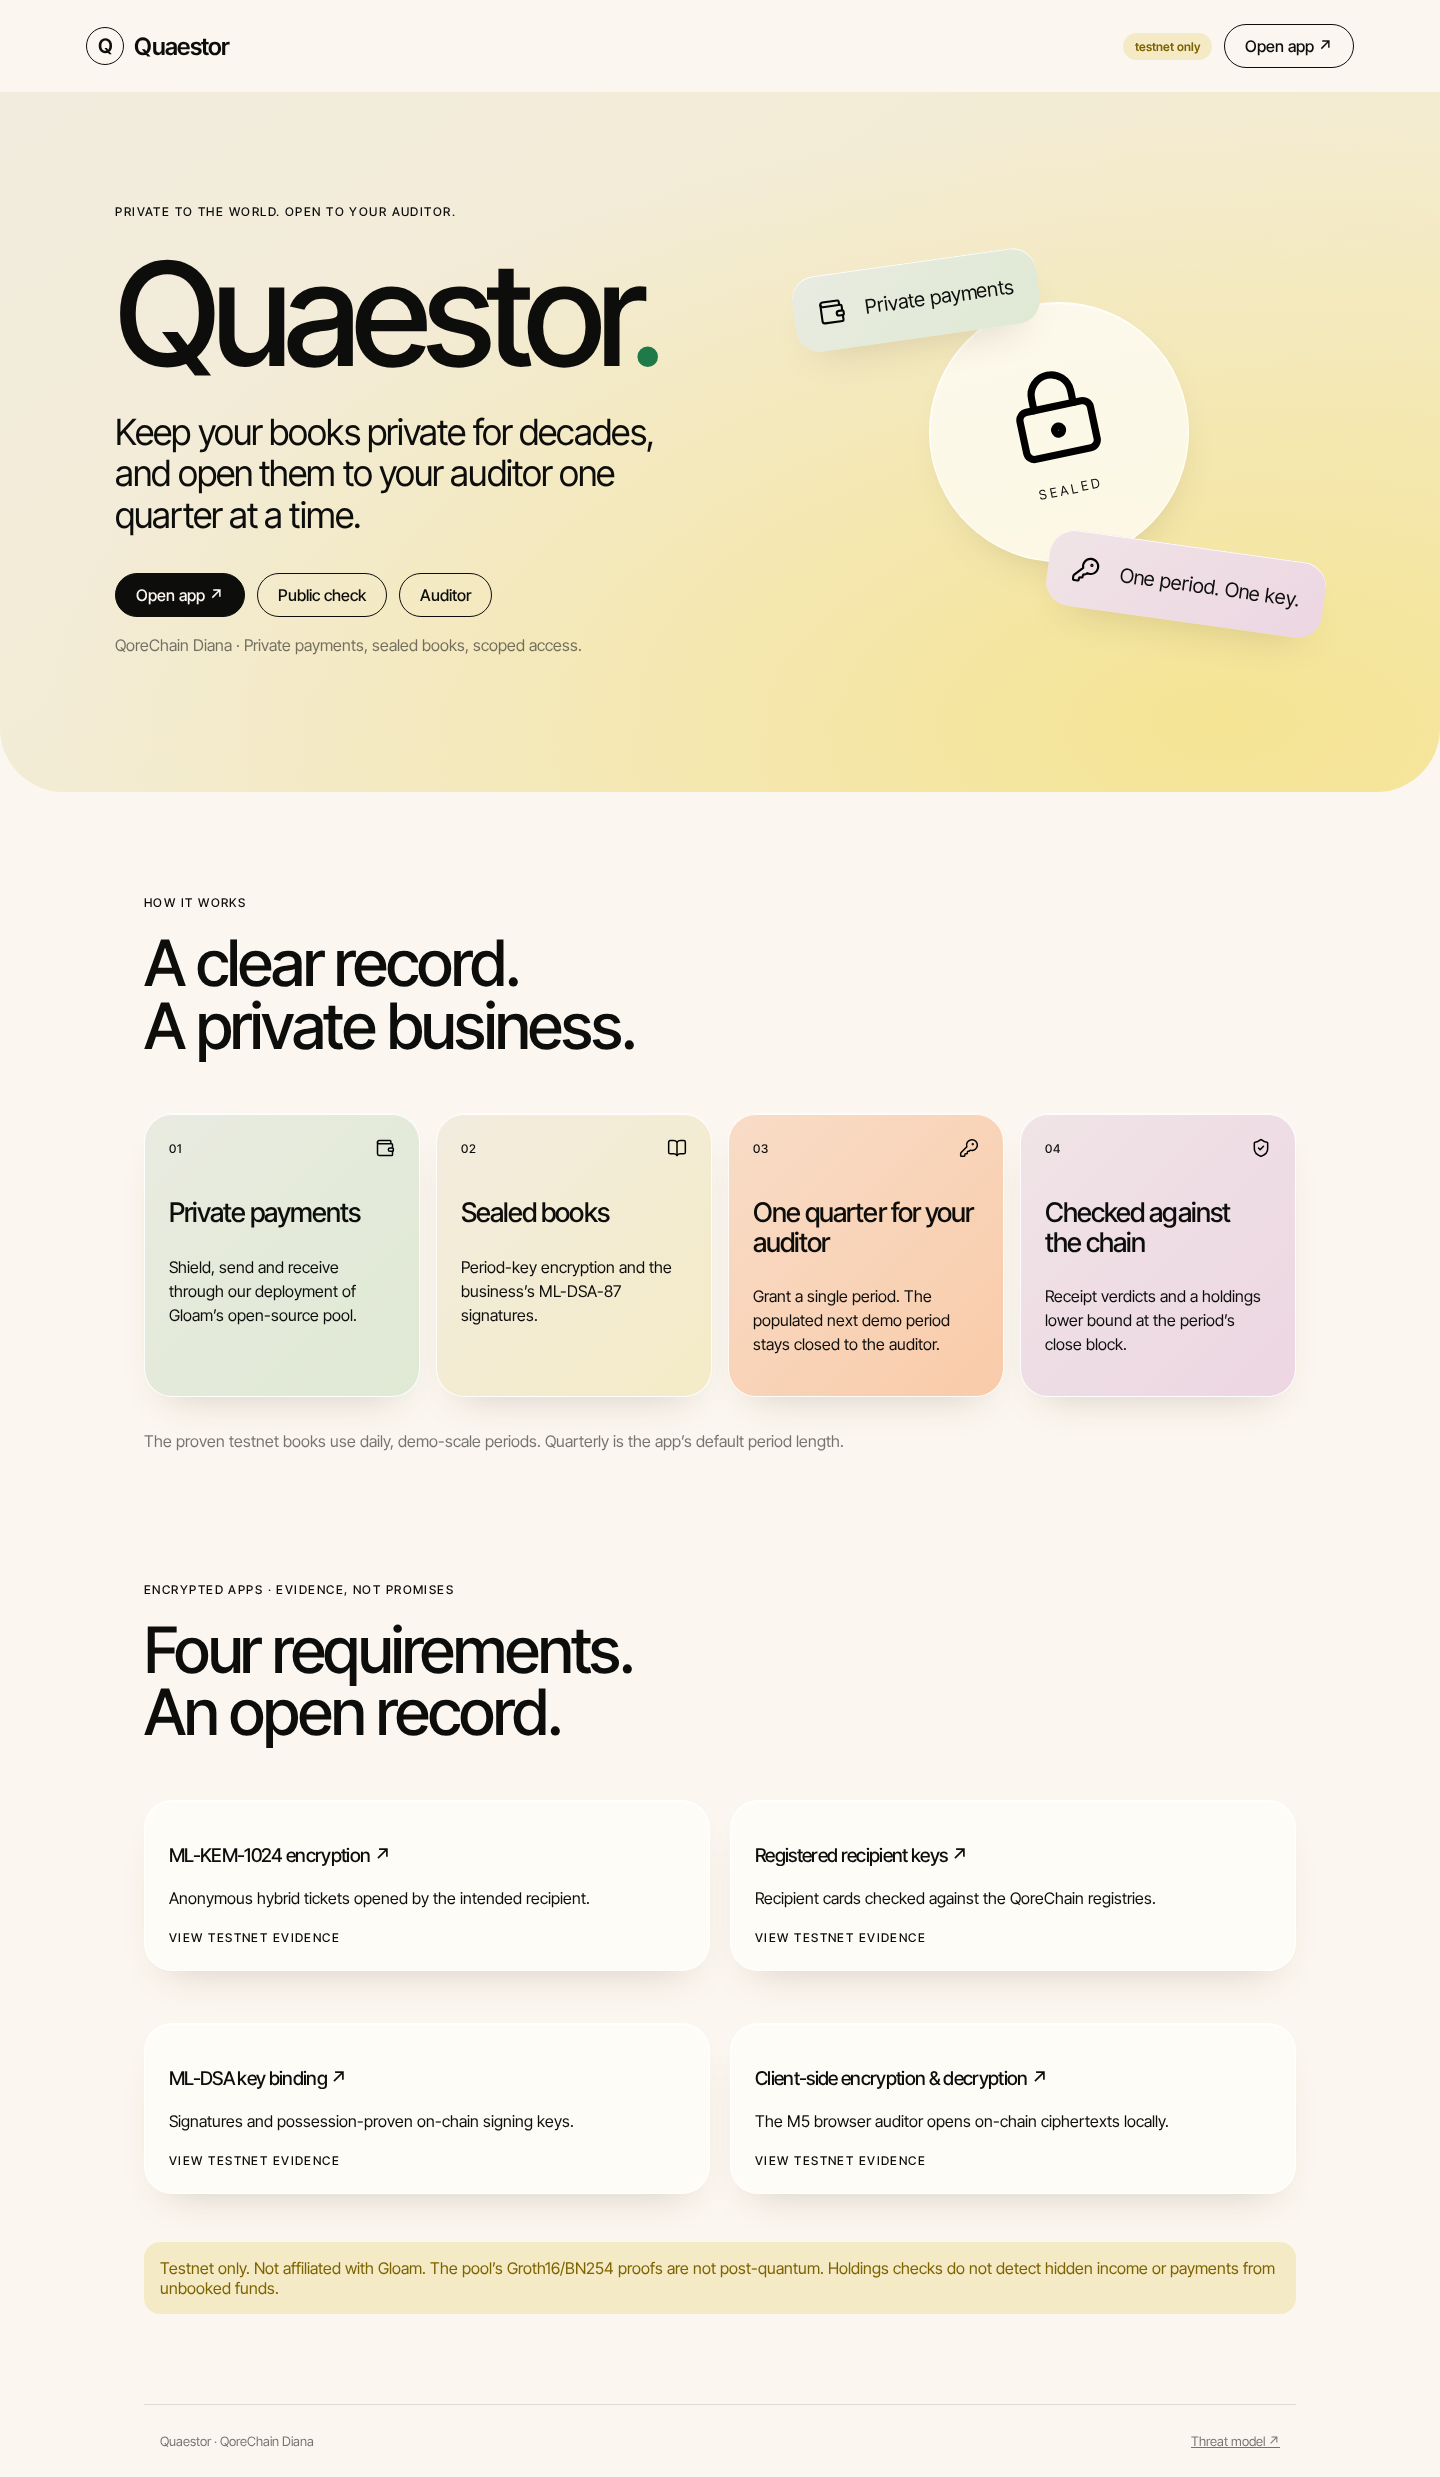 Q Quaestor
testnet only
Open app ↗
PRIVATE TO THE WORLD. OPEN TO YOUR AUDITOR.
Quaestor.
Keep your books private for decades,
and open them to your auditor one
quarter at a time.
Open app ↗
Public check
Auditor
QoreChain Diana · Private payments, sealed books, scoped access.
Private payments
SEALED
One period. One key.
HOW IT WORKS
A clear record.
A private business.
01
Private payments
Shield, send and receive
through our deployment of
Gloam’s open-source pool.
02
Sealed books
Period-key encryption and the
business’s ML-DSA-87
signatures.
03
One quarter for your
auditor
Grant a single period. The
populated next demo period
stays closed to the auditor.
04
Checked against
the chain
Receipt verdicts and a holdings
lower bound at the period’s
close block.
The proven testnet books use daily, demo-scale periods. Quarterly is the app’s default period length.
ENCRYPTED APPS · EVIDENCE, NOT PROMISES
Four requirements.
An open record.
ML-KEM-1024 encryption ↗
Anonymous hybrid tickets opened by the intended recipient.
VIEW TESTNET EVIDENCE
Registered recipient keys ↗
Recipient cards checked against the QoreChain registries.
VIEW TESTNET EVIDENCE
ML-DSA key binding ↗
Signatures and possession-proven on-chain signing keys.
VIEW TESTNET EVIDENCE
Client-side encryption & decryption ↗
The M5 browser auditor opens on-chain ciphertexts locally.
VIEW TESTNET EVIDENCE
Testnet only. Not affiliated with Gloam. The pool’s Groth16/BN254 proofs are not post-quantum. Holdings checks do not detect hidden income or payments from
unbooked funds.
Quaestor · QoreChain Diana
Threat model ↗